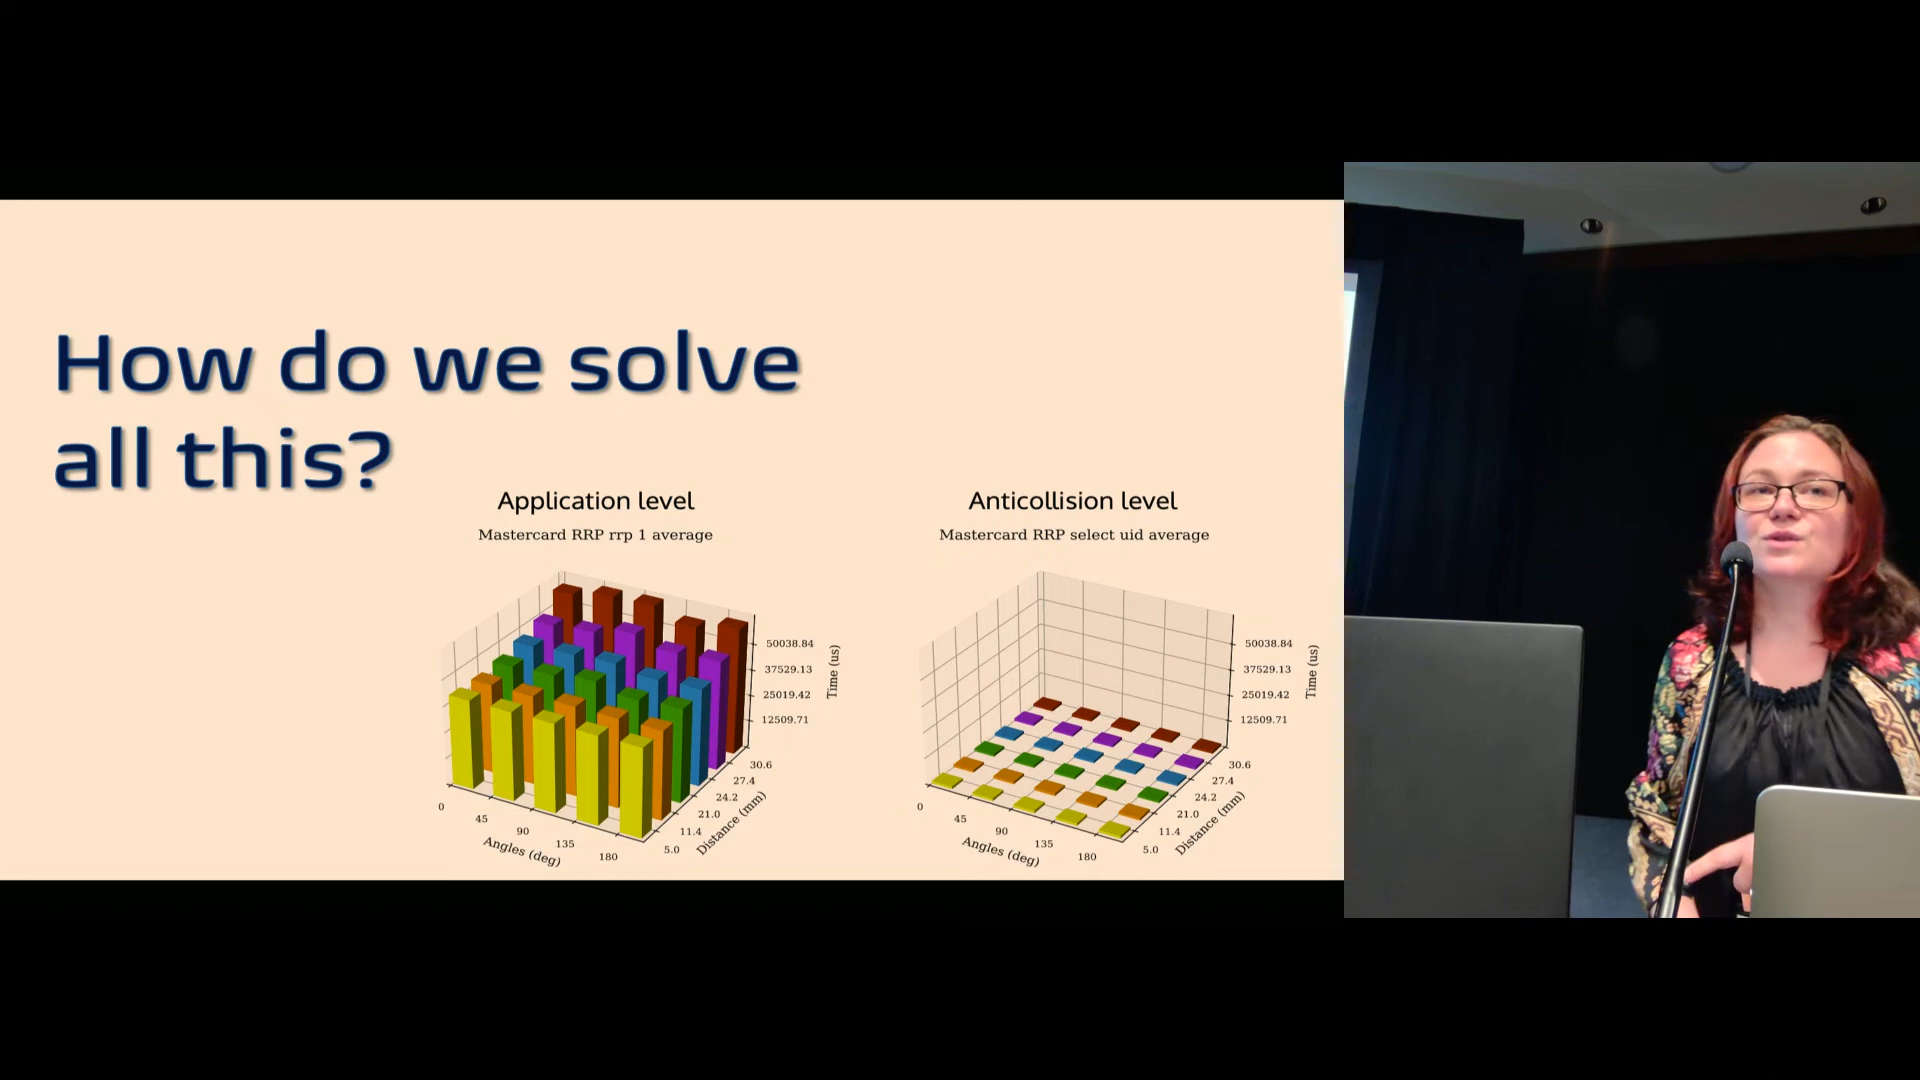 How do we solve
all this?
Application level
Mastercard RRP rrp 1 average
50038.84
37529.13
25019.42
12509.71
Time (us)
30.6
27.4
24.2
21.0
11.4
5.0
Distance (mm)
0
45
90
135
180
Angles (deg)
Anticollision level
Mastercard RRP select uid average
50038.84
37529.13
25019.42
12509.71
Time (us)
30.6
27.4
24.2
21.0
11.4
5.0
Distance (mm)
0
45
90
135
180
Angles (deg)